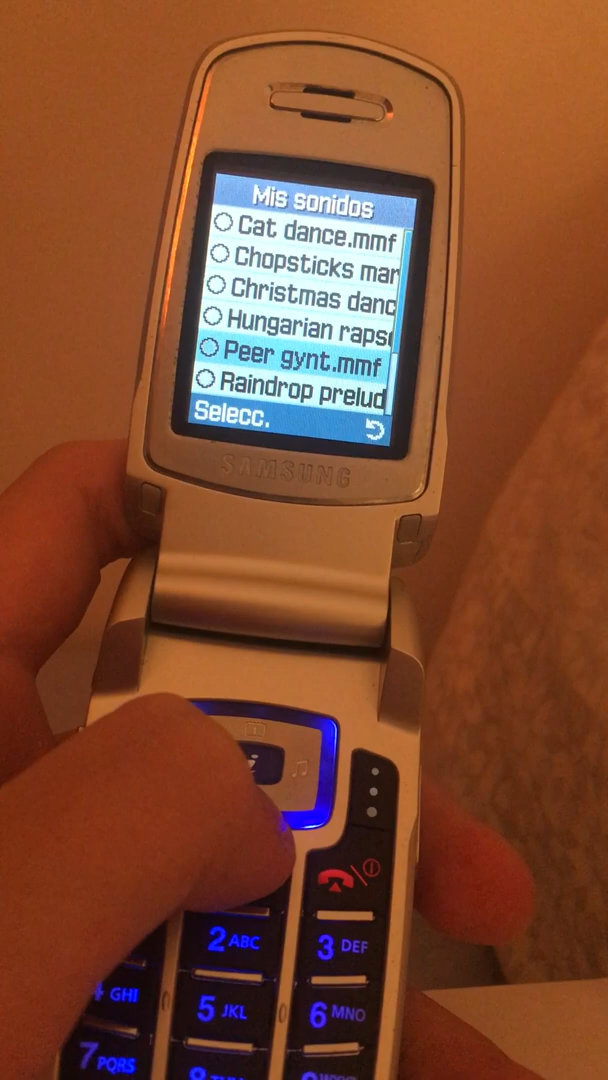 Mis sonidos
Cat dance.mmf
Chopsticks mar
Christmas danc
Hungarian raps
Peer gynt.mmf
Raindrop prelud
Selecc.
SAMSUNG
i
2 ABC
3 DEF
GHI
5 JKL
6 MNO
7 PQRS